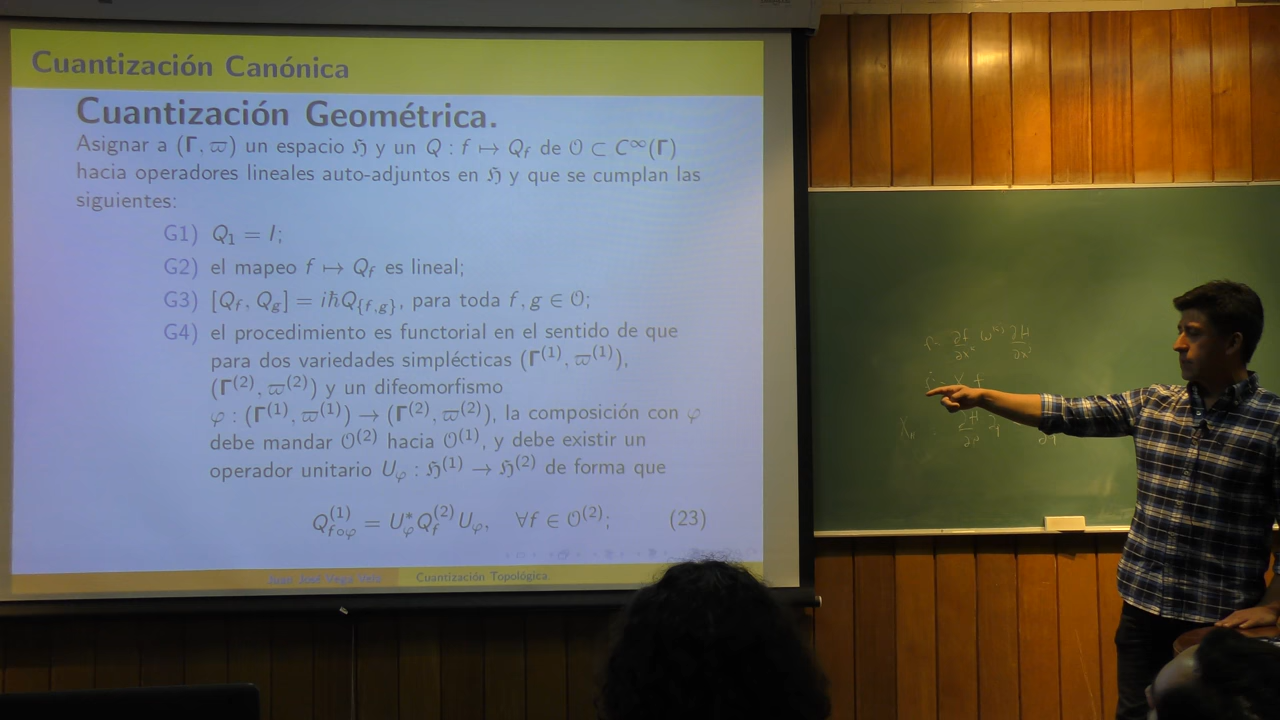 Cuantización Canónica
Cuantización Geométrica.
Asignar a (Γ, ϖ) un espacio ℌ y un Q : f ↦ Q_f de 𝒪 ⊂ C^∞(Γ)
hacia operadores lineales auto-adjuntos en ℌ y que se cumplan las
siguientes:
G1) Q_1 = I;
G2) el mapeo f ↦ Q_f es lineal;
G3) [Q_f, Q_g] = iℏQ_{f,g}, para toda f, g ∈ 𝒪;
G4) el procedimiento es functorial en el sentido de que
para dos variedades simplécticas (Γ^(1), ϖ^(1)),
(Γ^(2), ϖ^(2)) y un difeomorfismo
φ : (Γ^(1), ϖ^(1)) → (Γ^(2), ϖ^(2)), la composición con φ
debe mandar 𝒪^(2) hacia 𝒪^(1), y debe existir un
operador unitario U_φ : ℌ^(1) → ℌ^(2) de forma que
Q^(1)_{f∘φ} = U*_φ Q^(2)_f U_φ, ∀f ∈ 𝒪^(2); (23)
Juan José Vega Cuantización Topológica